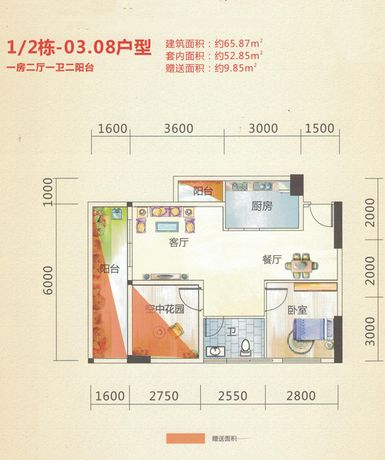 1/2栋-03.08户型
一房二厅一卫二阳台
建筑面积：约65.87m²
套内面积：约52.85m²
赠送面积：约9.85m²
1600 3600 3000 1500
1000
6000
2000
2000
3000
阳台
厨房
客厅
餐厅
阳台
空中花园
卫
卧室
1600 2750 2550 2800
赠送面积